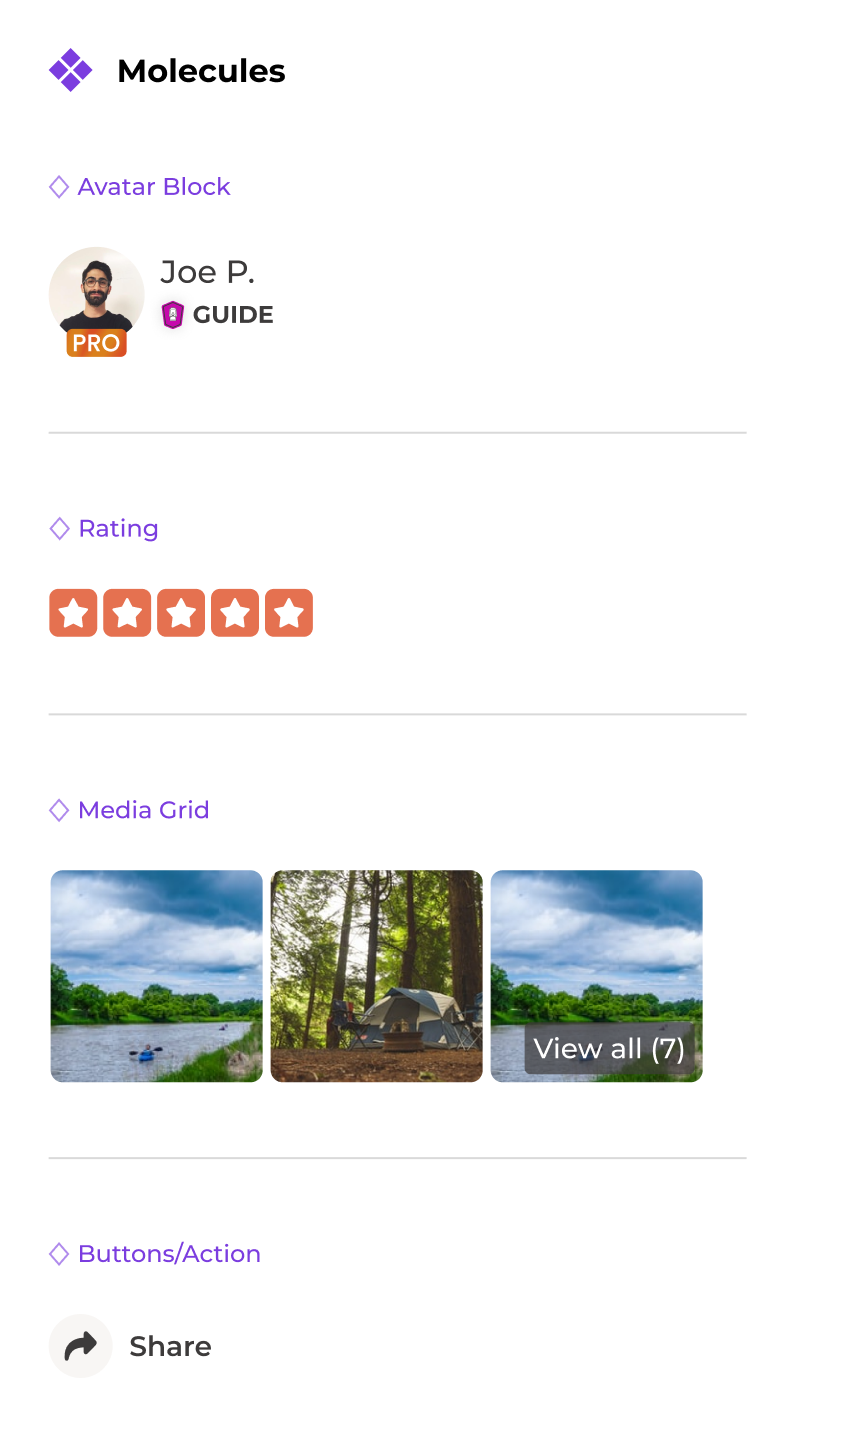 Molecules
Avatar Block
Joe P.
GUIDE
PRO
Rating
Media Grid
View all (7)
Buttons/Action
Share